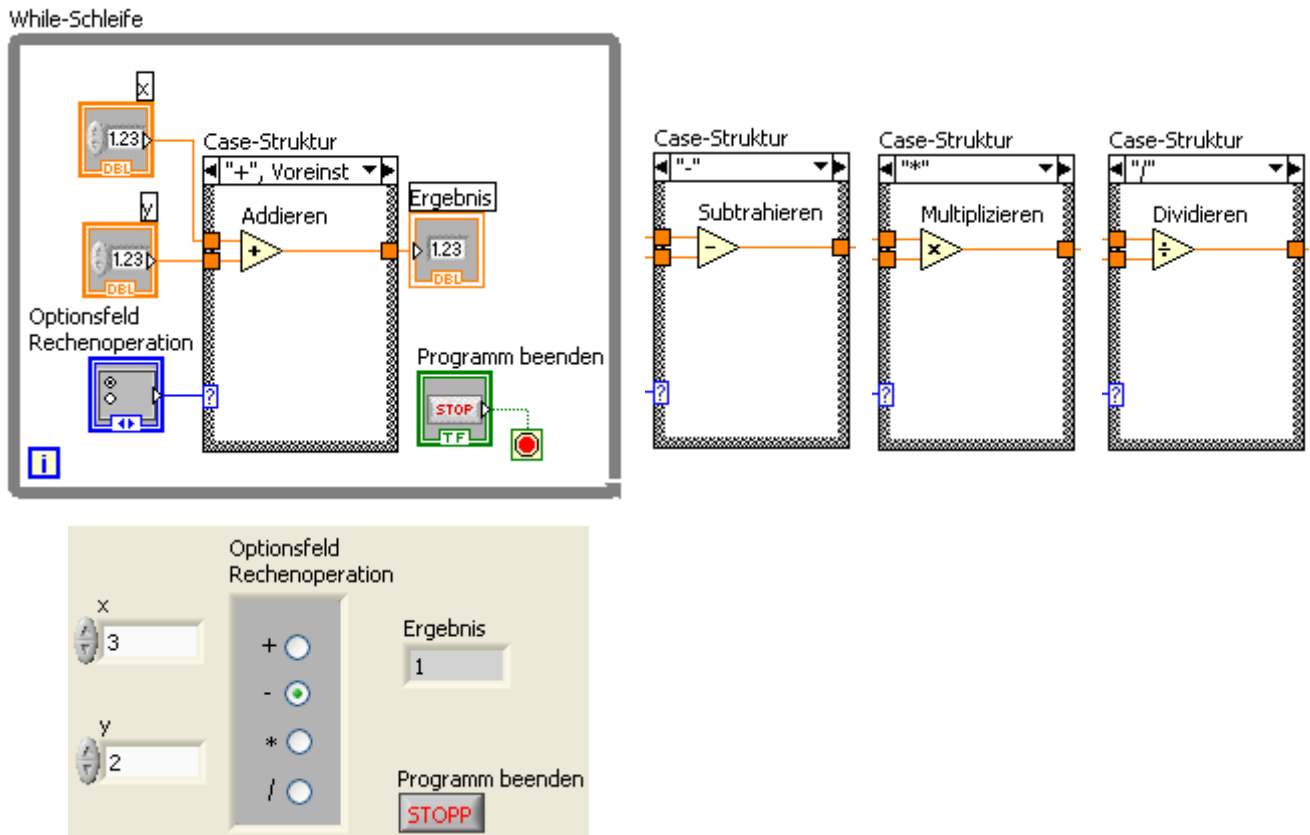 While-Schleife
x
1.23
DBL
Case-Struktur
"+", Voreinst
y
1.23
DBL
Addieren
+
Ergebnis
1.23
DBL
Optionsfeld
Rechenoperation
?
Programm beenden
STOP
TF
i
Case-Struktur
"-"
Subtrahieren
-
?
Case-Struktur
"*"
Multiplizieren
×
?
Case-Struktur
"/"
Dividieren
÷
?
Optionsfeld
Rechenoperation
x
3
+
-
*
/
Ergebnis
1
y
2
Programm beenden
STOPP